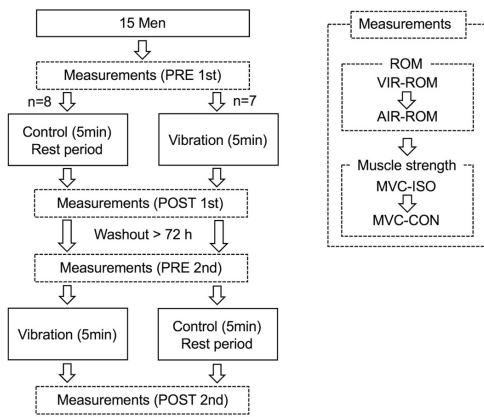 15 Men
Measurements (PRE 1st)
n=8
n=7
Control (5min)
Rest period
Vibration (5min)
Measurements (POST 1st)
Washout > 72 h
Measurements (PRE 2nd)
Vibration (5min)
Control (5min)
Rest period
Measurements (POST 2nd)
Measurements
ROM
VIR-ROM
AIR-ROM
Muscle strength
MVC-ISO
MVC-CON